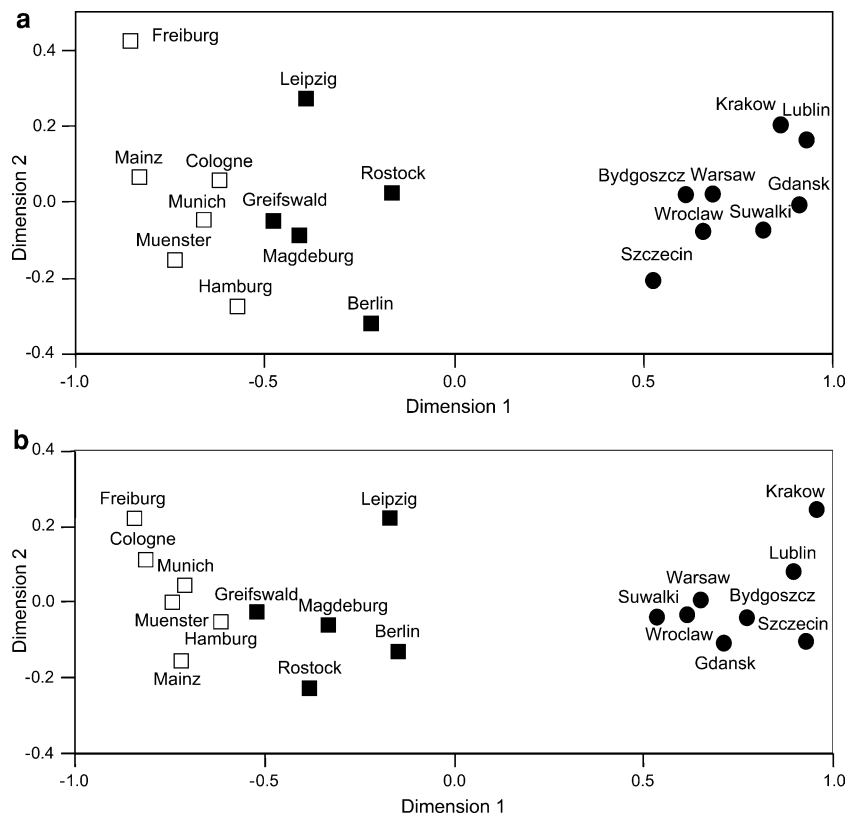 a
0.4
0.2
0.0
-0.2
-0.4
Dimension 2
Freiburg
Leipzig
Krakow Lublin
Mainz Cologne
Rostock
Bydgoszcz Warsaw
Gdansk
Munich Greifswald
Wroclaw Suwalki
Muenster
Magdeburg
Szczecin
Hamburg
Berlin
-1.0 -0.5 0.0 0.5 1.0
Dimension 1
b
0.4
0.2
0.0
-0.2
-0.4
Dimension 2
Freiburg
Leipzig
Krakow
Cologne
Munich
Lublin
Greifswald
Warsaw
Suwalki
Bydgoszcz
Magdeburg
Muenster
Berlin
Szczecin
Hamburg
Wroclaw
Rostock
Gdansk
Mainz
-1.0 -0.5 0.0 0.5 1.0
Dimension 1